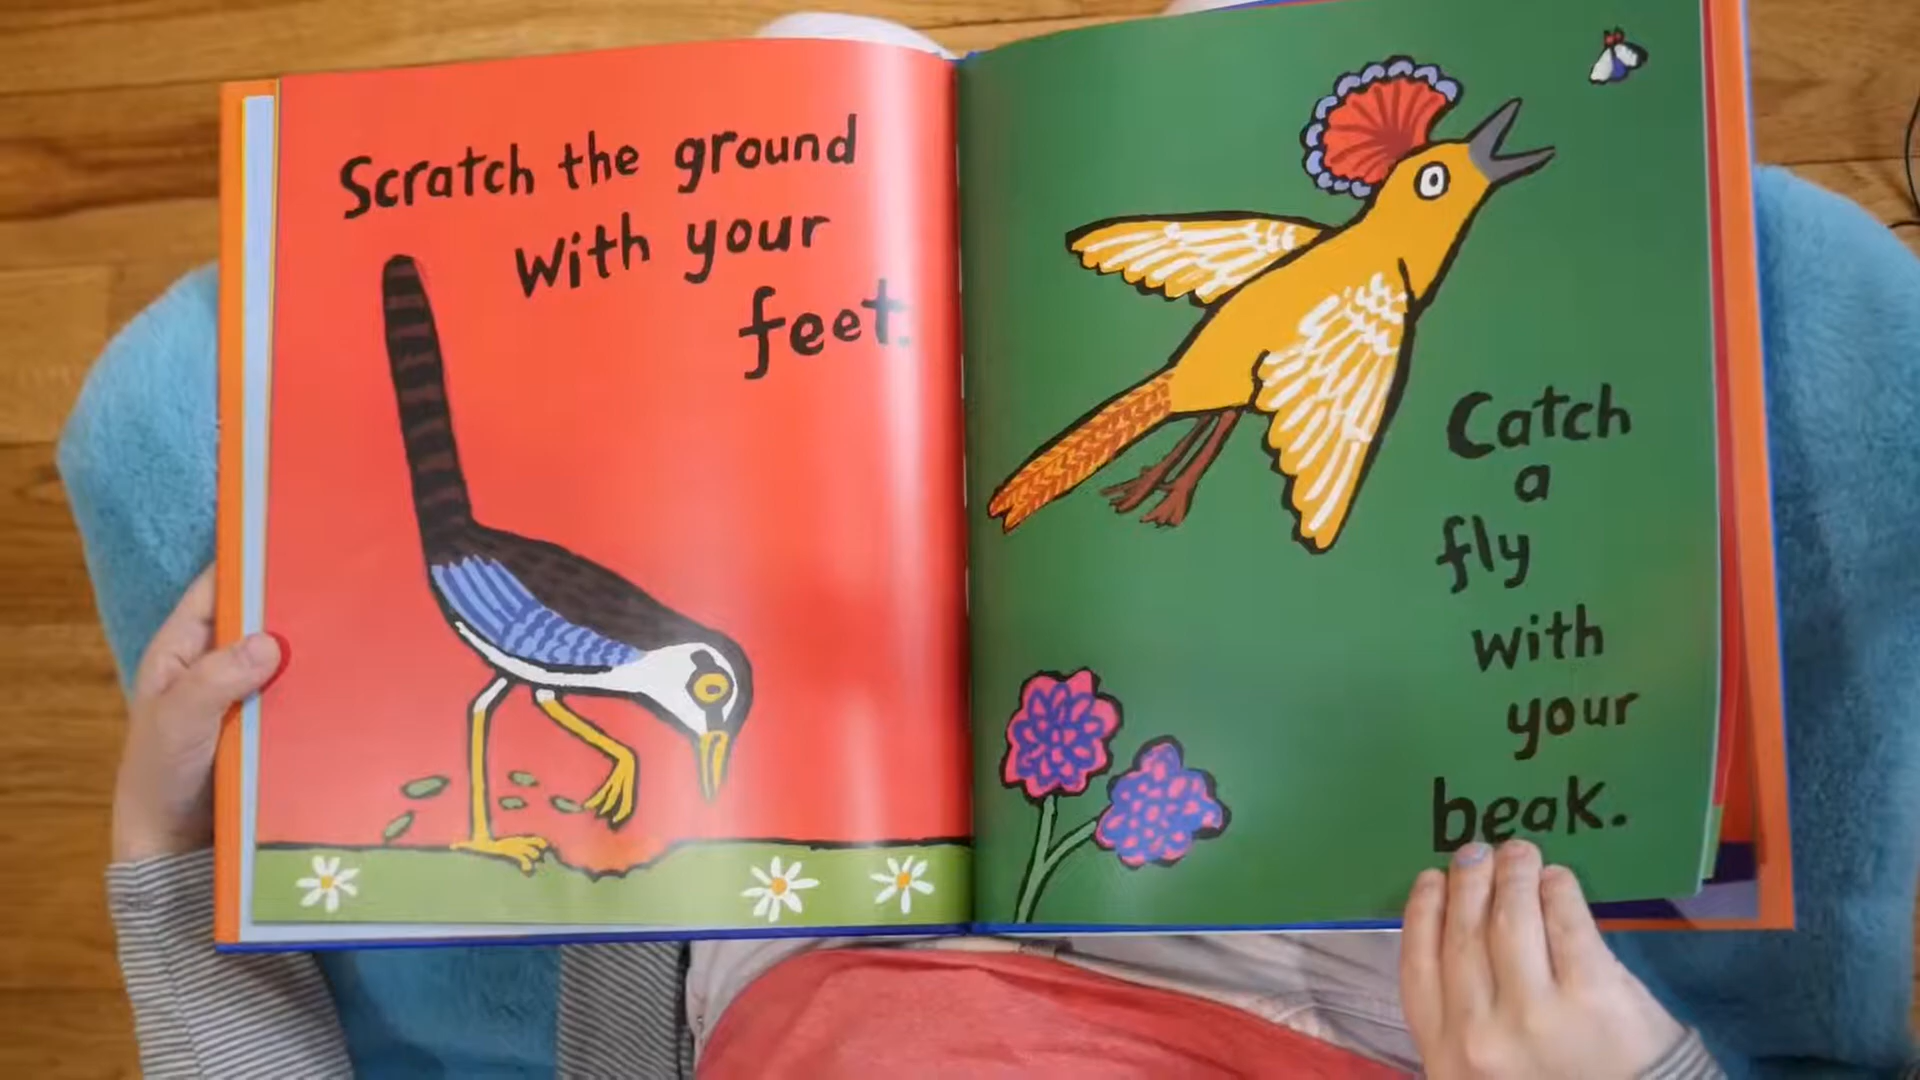 Scratch the ground
with your
feet.
Catch
a
fly
with
your
beak.